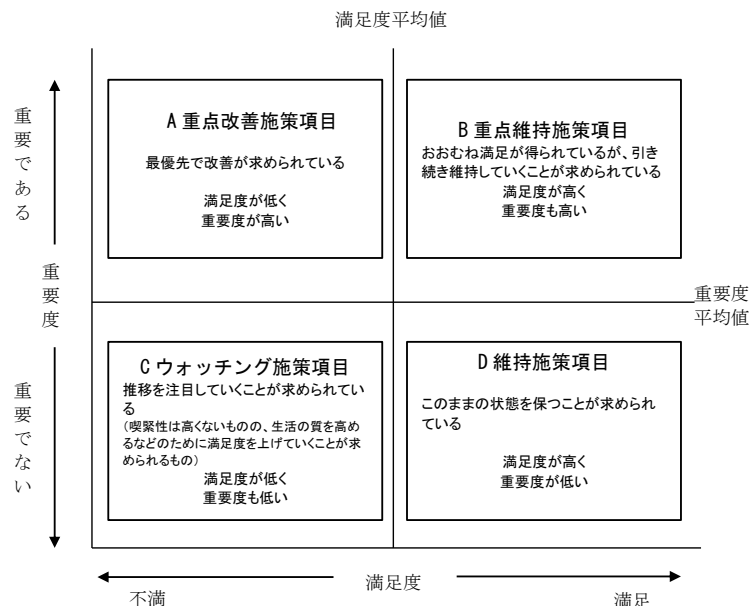 満足度平均値
重要である
重要度
重要でない
A 重点改善施策項目
最優先で改善が求められている
満足度が低く
重要度が高い
B 重点維持施策項目
おおむね満足が得られているが、引き
続き維持していくことが求められている
満足度が高く
重要度も高い
重要度
平均値
C ウォッチング施策項目
推移を注目していくことが求められてい
る
(喫緊性は高くないものの、生活の質を高め
るなどのために満足度を上げていくことが求
められるもの)
満足度が低く
重要度も低い
D 維持施策項目
このままの状態を保つことが求められ
ている
満足度が高く
重要度が低い
不満
満足度
満足